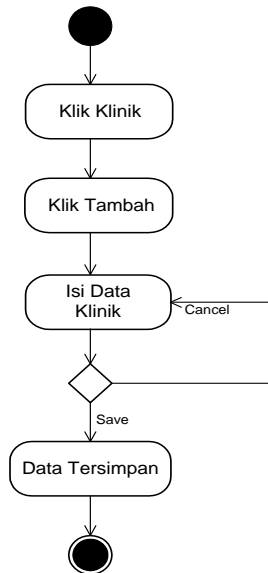 Klik Klinik
Klik Tambah
Isi Data
Klinik
Cancel
Save
Data Tersimpan